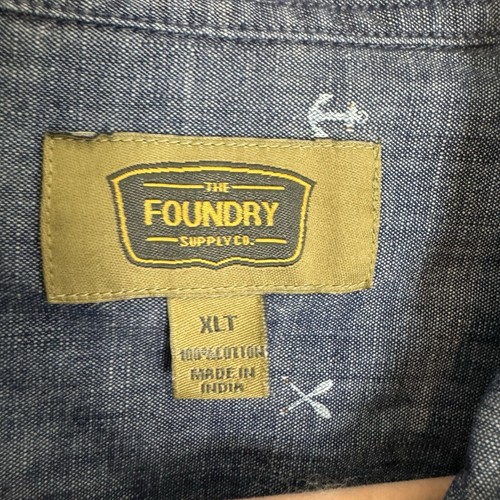 THE
FOUNDRY
SUPPLY CO.
XLT
100% COTTON
MADE IN
INDIA